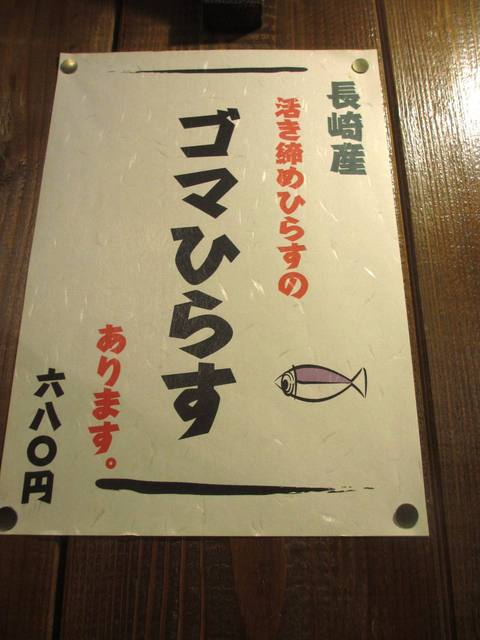 長崎産
活き締めひらすの
ゴマひらす
あります。
六八〇円